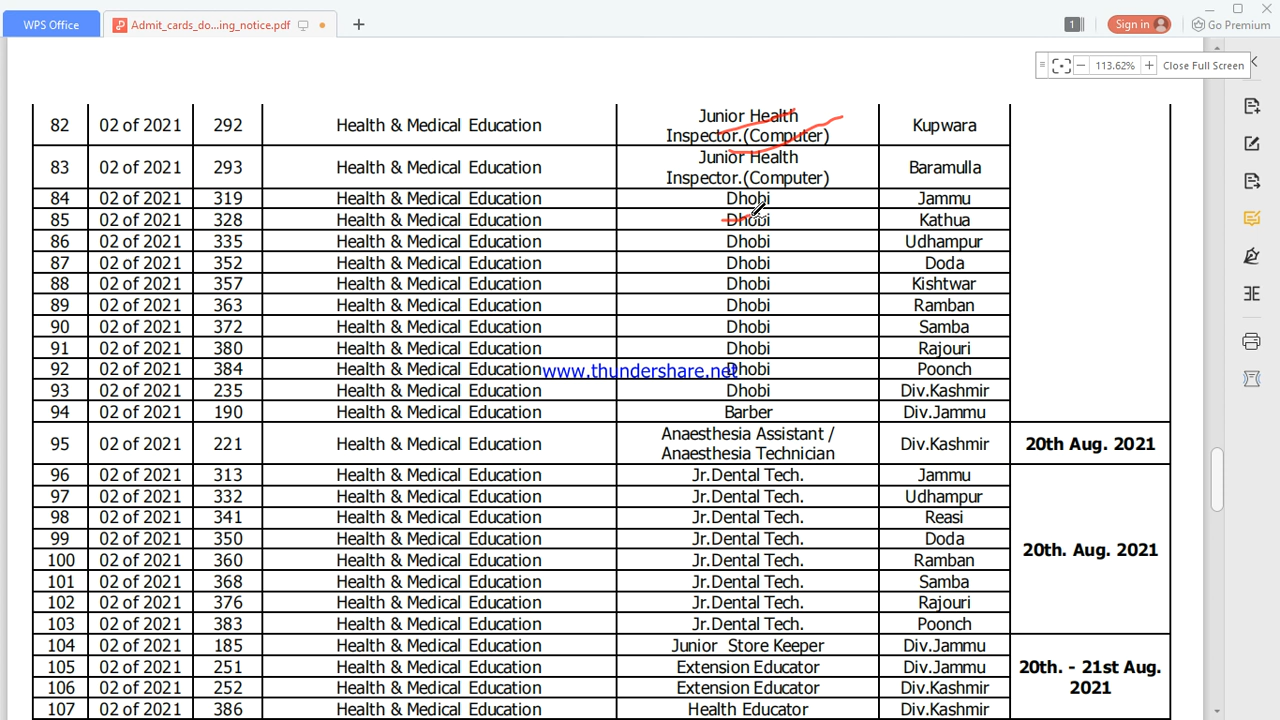 WPS Office
Admit_cards_do...ing_notice.pdf
1
Sign in
Go Premium
113.62%
Close Full Screen
82 02 of 2021 292 Health & Medical Education Junior Health Inspector.(Computer) Kupwara
83 02 of 2021 293 Health & Medical Education Junior Health Inspector.(Computer) Baramulla
84 02 of 2021 319 Health & Medical Education Dhobi Jammu
85 02 of 2021 328 Health & Medical Education Dhobi Kathua
86 02 of 2021 335 Health & Medical Education Dhobi Udhampur
87 02 of 2021 352 Health & Medical Education Dhobi Doda
88 02 of 2021 357 Health & Medical Education Dhobi Kishtwar
89 02 of 2021 363 Health & Medical Education Dhobi Ramban
90 02 of 2021 372 Health & Medical Education Dhobi Samba
91 02 of 2021 380 Health & Medical Education Dhobi Rajouri
92 02 of 2021 384 Health & Medical Education Dhobi Poonch
www.thundershare.net
93 02 of 2021 235 Health & Medical Education Dhobi Div.Kashmir
94 02 of 2021 190 Health & Medical Education Barber Div.Jammu
95 02 of 2021 221 Health & Medical Education Anaesthesia Assistant / Anaesthesia Technician Div.Kashmir 20th Aug. 2021
96 02 of 2021 313 Health & Medical Education Jr.Dental Tech. Jammu
97 02 of 2021 332 Health & Medical Education Jr.Dental Tech. Udhampur
98 02 of 2021 341 Health & Medical Education Jr.Dental Tech. Reasi
99 02 of 2021 350 Health & Medical Education Jr.Dental Tech. Doda
20th. Aug. 2021
100 02 of 2021 360 Health & Medical Education Jr.Dental Tech. Ramban
101 02 of 2021 368 Health & Medical Education Jr.Dental Tech. Samba
102 02 of 2021 376 Health & Medical Education Jr.Dental Tech. Rajouri
103 02 of 2021 383 Health & Medical Education Jr.Dental Tech. Poonch
104 02 of 2021 185 Health & Medical Education Junior Store Keeper Div.Jammu
105 02 of 2021 251 Health & Medical Education Extension Educator Div.Jammu 20th. - 21st Aug.
106 02 of 2021 252 Health & Medical Education Extension Educator Div.Kashmir 2021
107 02 of 2021 386 Health & Medical Education Health Educator Div.Kashmir